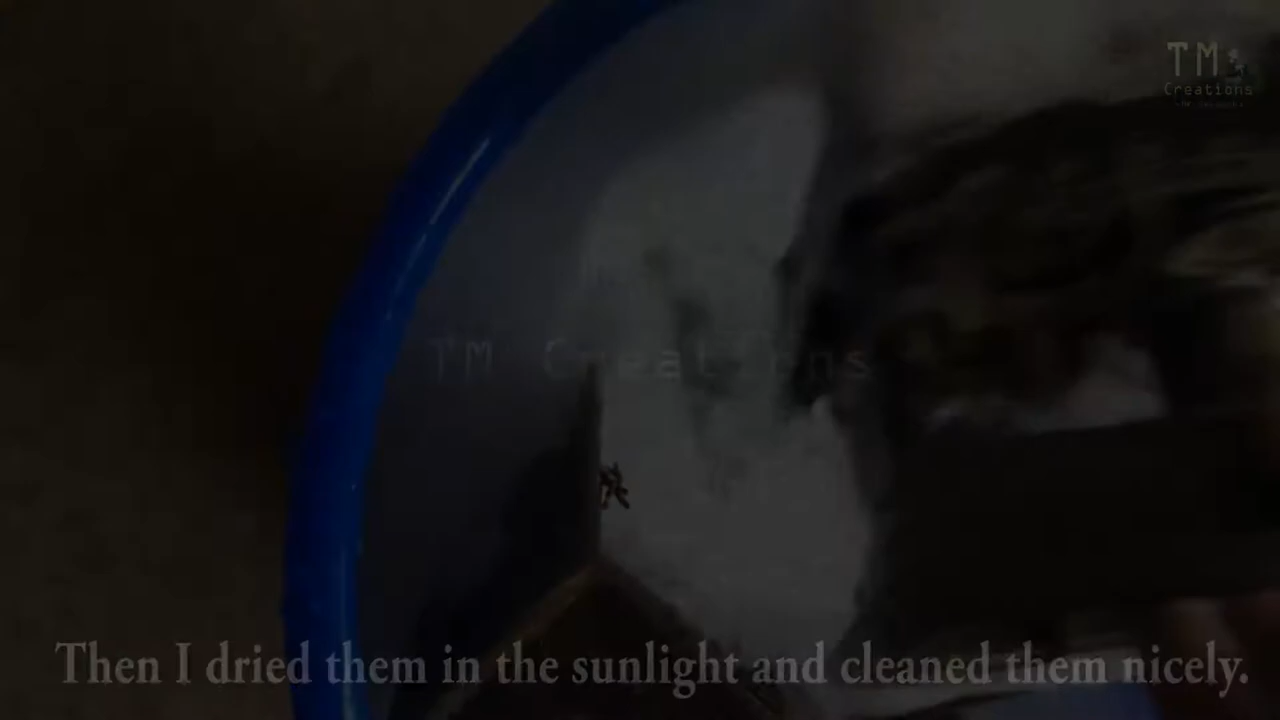 TM
Creations
TM Creations
Then I dried them in the sunlight and cleaned them nicely.